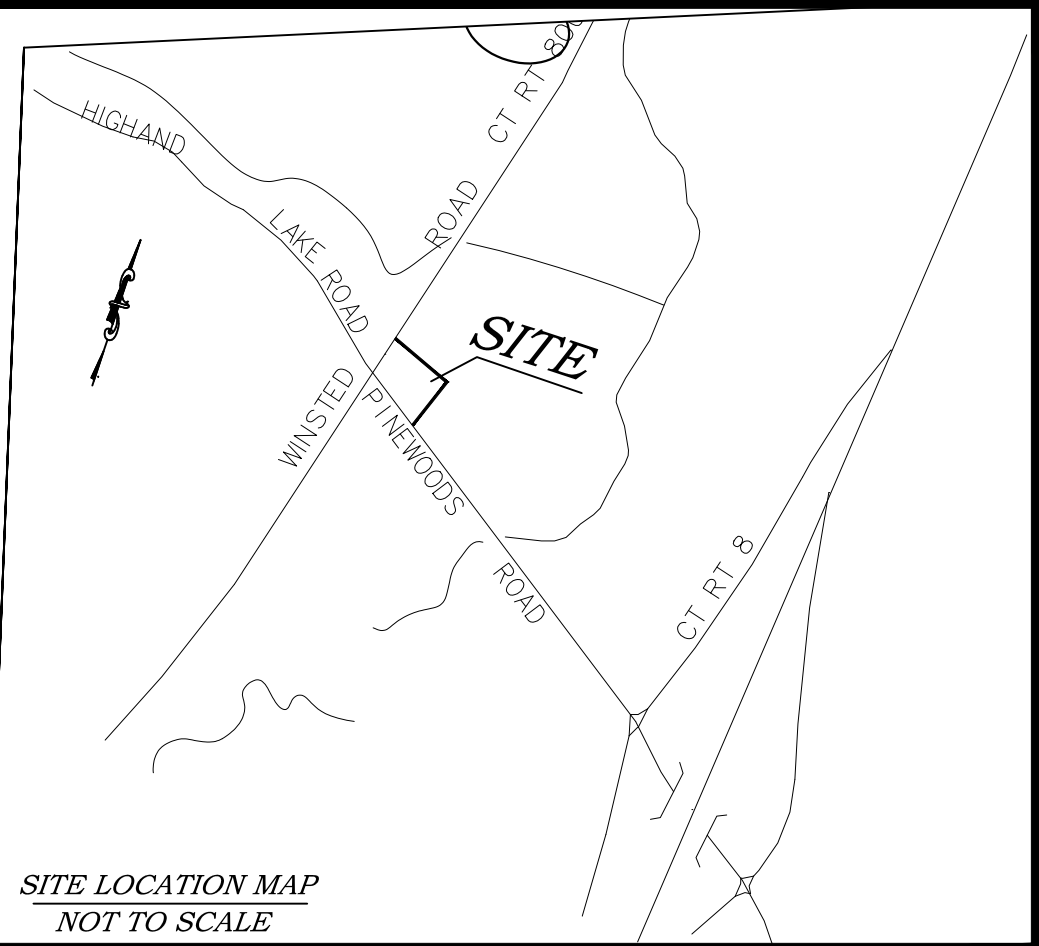 HIGHAND
LAKE ROAD
WINSTED
ROAD
CT RT 800
SITE
PINEWOODS
ROAD
CT RT 8
SITE LOCATION MAP
NOT TO SCALE